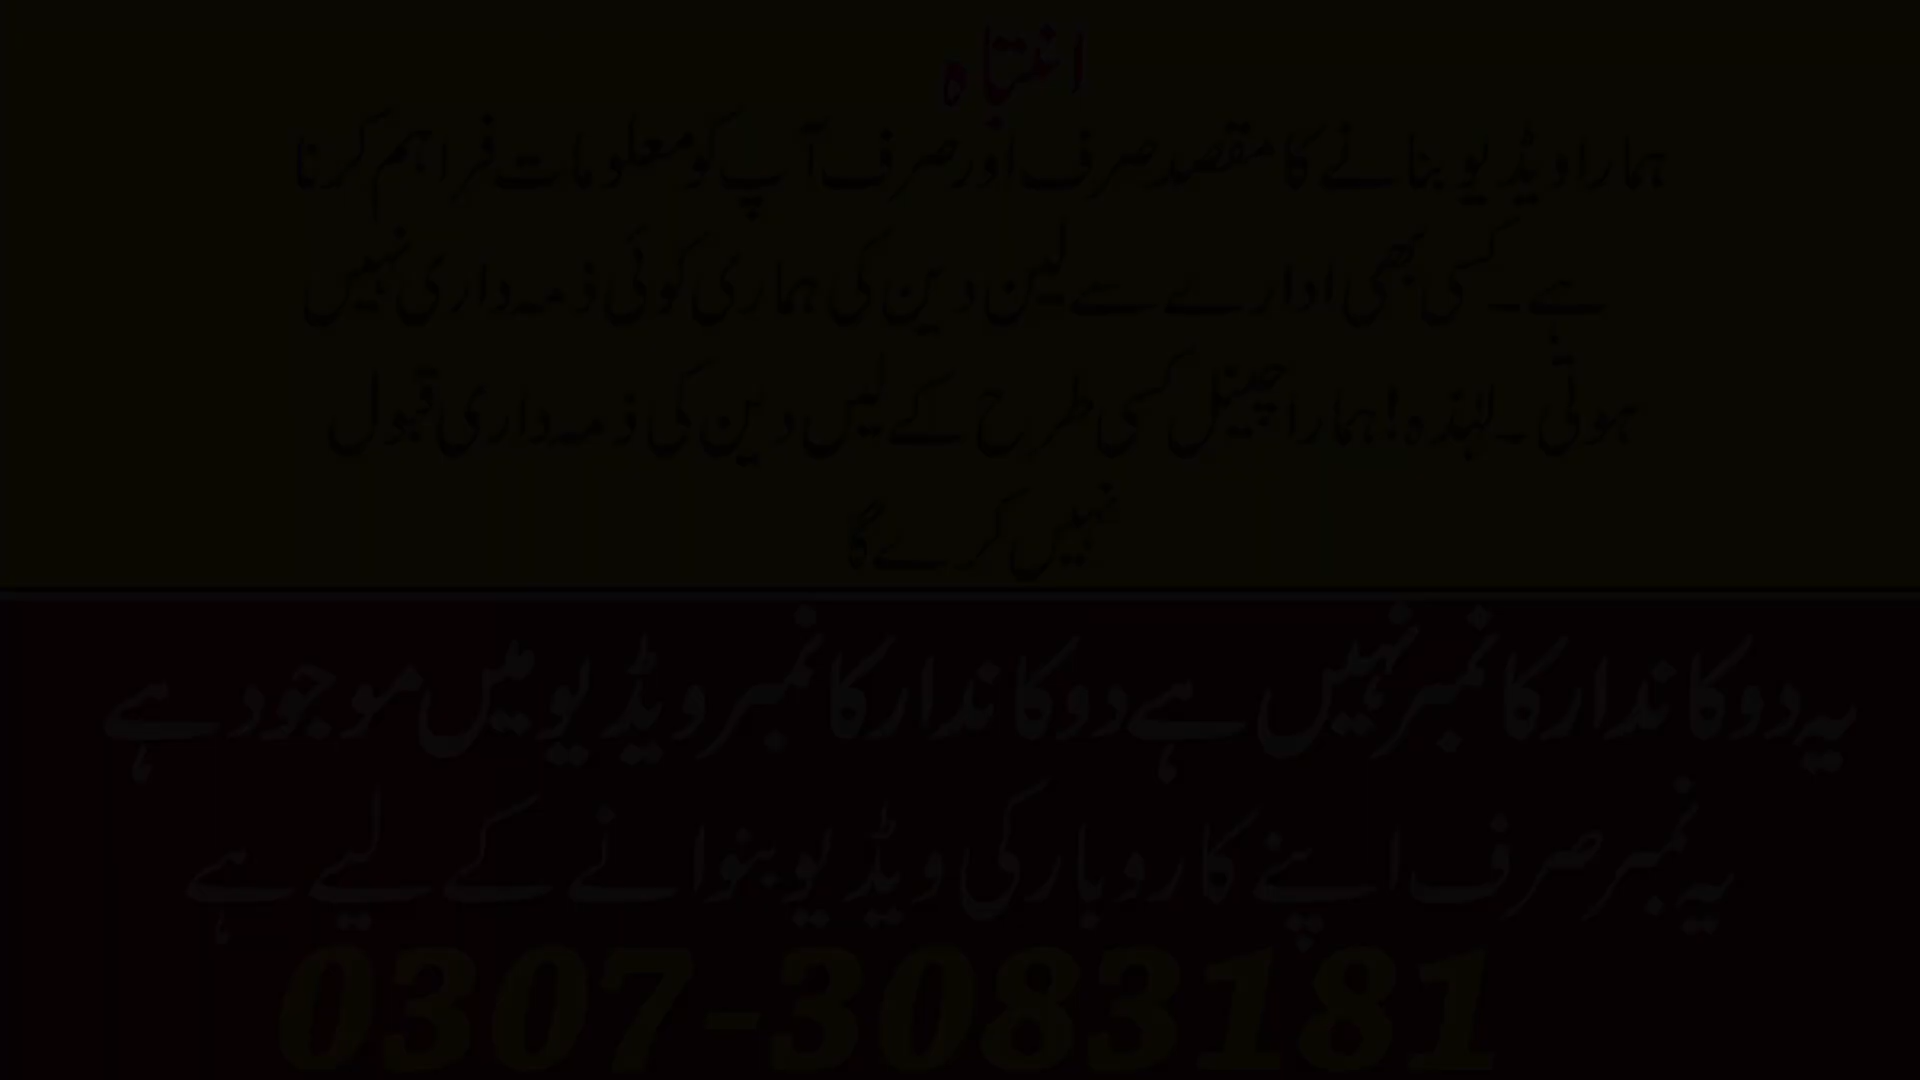 انتباہ
ہمارا ویڈیو بنانے کا مقصد صرف اور صرف آپ کو معلومات فراہم کرنا
ہے۔ کسی بھی ادارے سے لین دین کی ہماری کوئی ذمہ داری نہیں
ہوتی۔ لہٰذہ! ہمارا چینل کسی طرح کے لیں دین کی ذمہ داری قبول
نہیں کرے گا
یہ دوکاندار کا نمبر نہیں ہے دوکاندار کا نمبر ویڈیو میں موجود ہے
یہ نمبر صرف اپنے کاروبار کی ویڈیو بنوانے کے لیے ہے
0307-3083181